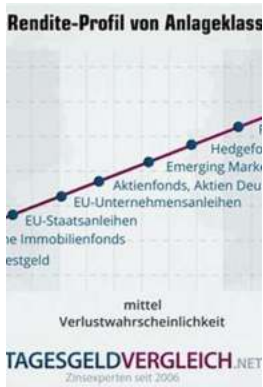 Rendite-Profil von Anlageklass
Hedgefo
Emerging Marke
Aktienfonds, Aktien Deu
EU-Unternehmensanleihen
EU-Staatsanleihen
ne Immobilienfonds
estgeld
mittel
Verlustwahrscheinlichkeit
TAGESGELDVERGLEICH.NET
Zinsexperten seit 2006